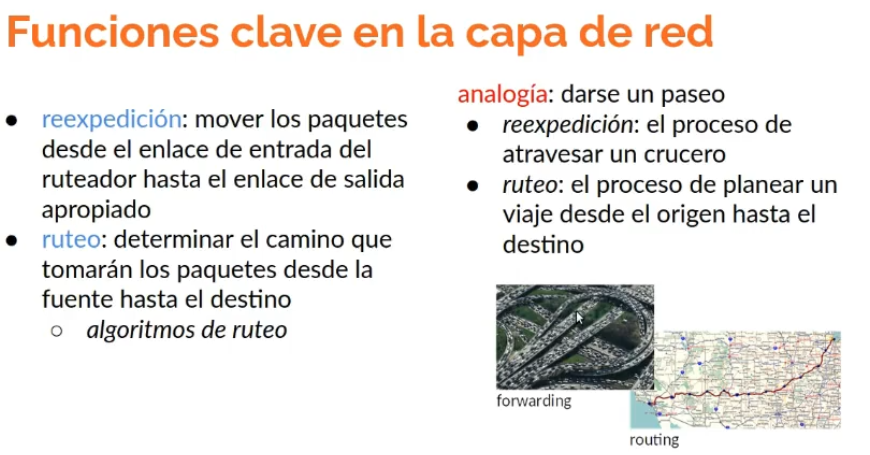 Funciones clave en la capa de red
● reexpedición: mover los paquetes
desde el enlace de entrada del
ruteador hasta el enlace de salida
apropiado
● ruteo: determinar el camino que
tomarán los paquetes desde la
fuente hasta el destino
○ algoritmos de ruteo
analogía: darse un paseo
● reexpedición: el proceso de
atravesar un crucero
● ruteo: el proceso de planear un
viaje desde el origen hasta el
destino
forwarding
routing